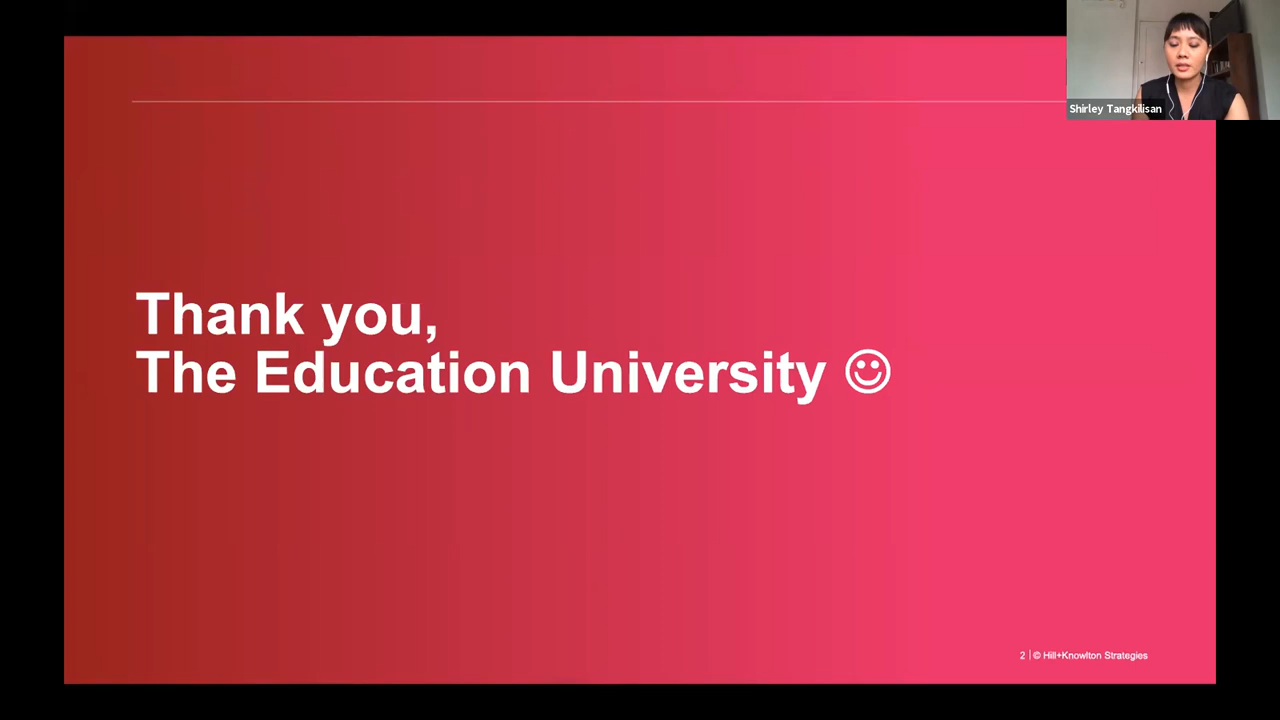 Shirley Tangkilisan
Thank you,
The Education University ☺
2 | © Hill+Knowlton Strategies